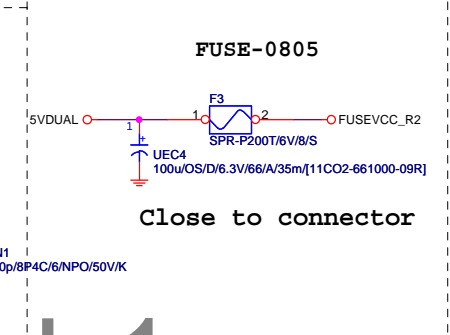 FUSE-0805
F3
5VDUAL
1
2
FUSEVCC_R2
1
+
SPR-P200T/6V/8/S
UEC4
100u/OS/D/6.3V/66/A/35m/[11CO2-661000-09R]
Close to connector
N1
0p/8P4C/6/NPO/50V/K